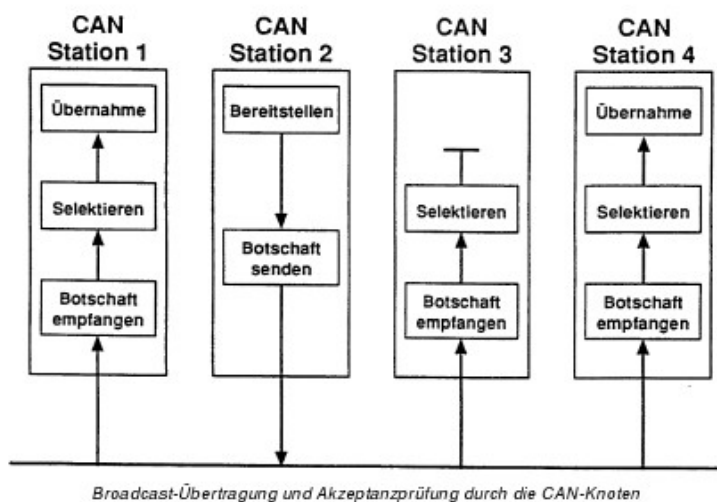 CAN
Station 1
CAN
Station 2
CAN
Station 3
CAN
Station 4
Übernahme
Selektieren
Botschaft
empfangen
Bereitstellen
Botschaft
senden
Selektieren
Botschaft
empfangen
Übernahme
Selektieren
Botschaft
empfangen
Broadcast-Übertragung und Akzeptanzprüfung durch die CAN-Knoten